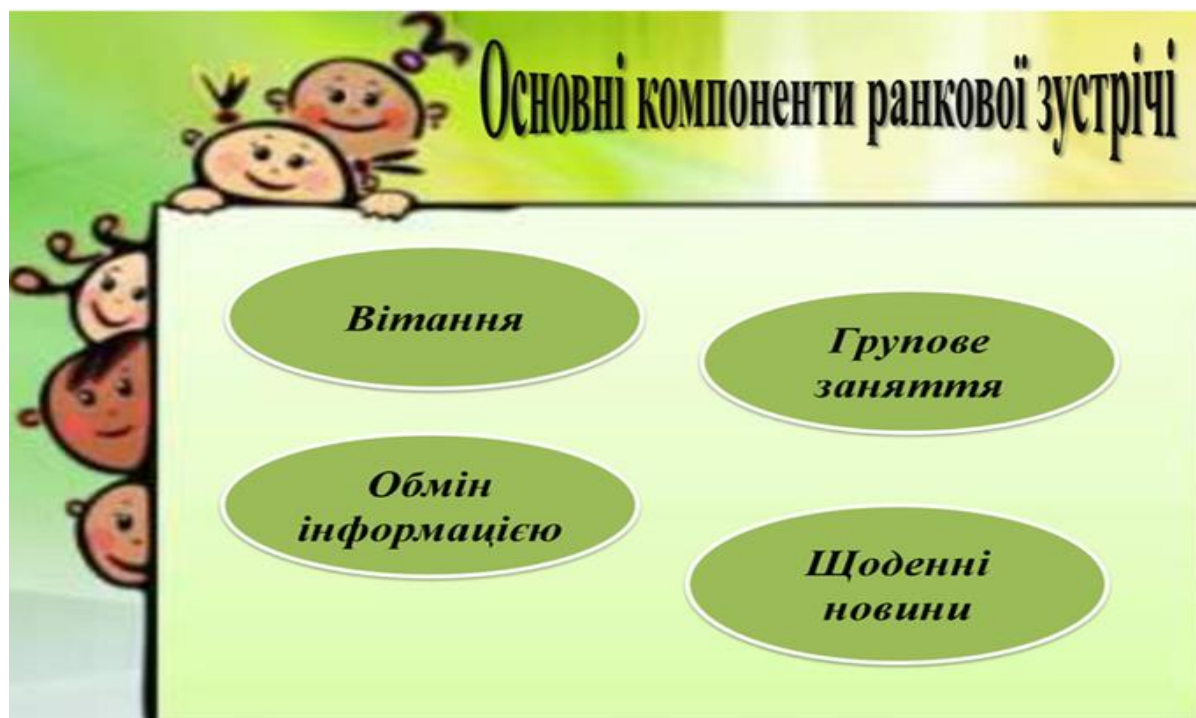 Основні компоненти ранкової зустрічі
Вітання
Групове
заняття
Обмін
інформацією
Щоденні
новини